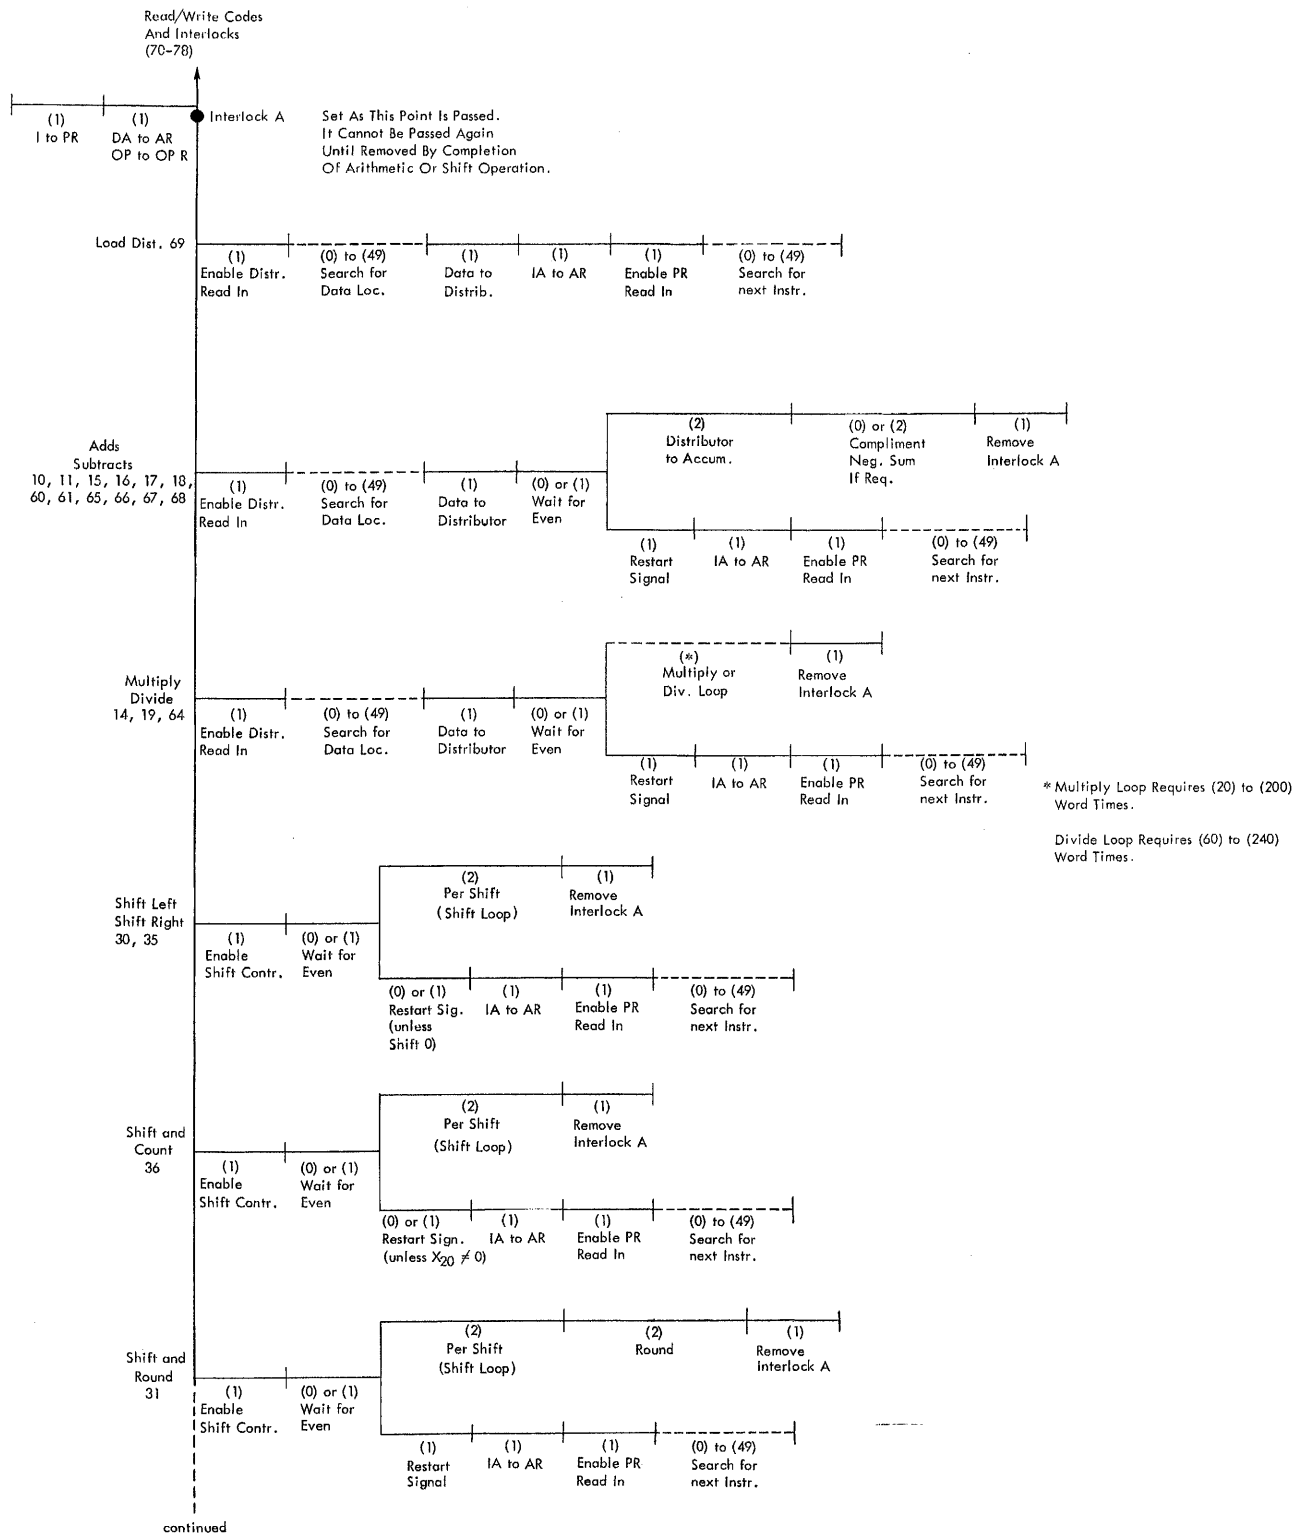 Read/Write Codes
And Interlocks
(70-78)
(1)
I to PR
(1)
DA to AR
OP to OP R
Interlock A
Set As This Point Is Passed.
It Cannot Be Passed Again
Until Removed By Completion
Of Arithmetic Or Shift Operation.
Load Dist. 69
(1)
Enable Distr.
Read In
(0) to (49)
Search for
Data Loc.
(1)
Data to
Distrib.
(1)
IA to AR
(1)
Enable PR
Read In
(0) to (49)
Search for
next Instr.
Adds
Subtracts
10, 11, 15, 16, 17, 18,
60, 61, 65, 66, 67, 68
(1)
Enable Distr.
Read In
(0) to (49)
Search for
Data Loc.
(1)
Data to
Distributor
(0) or (1)
Wait for
Even
(2)
Distributor
to Accum.
(0) or (2)
Compliment
Neg. Sum
If Req.
(1)
Remove
Interlock A
(1)
Restart
Signal
(1)
IA to AR
(1)
Enable PR
Read In
(0) to (49)
Search for
next Instr.
Multiply
Divide
14, 19, 64
(1)
Enable Distr.
Read In
(0) to (49)
Search for
Data Loc.
(1)
Data to
Distributor
(0) or (1)
Wait for
Even
(*)
Multiply or
Div. Loop
(1)
Remove
Interlock A
(1)
Restart
Signal
(1)
IA to AR
(1)
Enable PR
Read In
(0) to (49)
Search for
next Instr.
* Multiply Loop Requires (20) to (200)
Word Times.
Divide Loop Requires (60) to (240)
Word Times.
Shift Left
Shift Right
30, 35
(1)
Enable
Shift Contr.
(0) or (1)
Wait for
Even
(2)
Per Shift
(Shift Loop)
(1)
Remove
Interlock A
(0) or (1)
Restart Sig.
(unless
Shift 0)
(1)
IA to AR
(1)
Enable PR
Read In
(0) to (49)
Search for
next Instr.
Shift and
Count
36
(1)
Enable
Shift Contr.
(0) or (1)
Wait for
Even
(2)
Per Shift
(Shift Loop)
(1)
Remove
Interlock A
(0) or (1)
Restart Sign.
(unless X20 ≠ 0)
(1)
IA to AR
(1)
Enable PR
Read In
(0) to (49)
Search for
next Instr.
Shift and
Round
31
(1)
Enable
Shift Contr.
(0) or (1)
Wait for
Even
(2)
Per Shift
(Shift Loop)
(2)
Round
(1)
Remove
Interlock A
(1)
Restart
Signal
(1)
IA to AR
(1)
Enable PR
Read In
(0) to (49)
Search for
next Instr.
continued